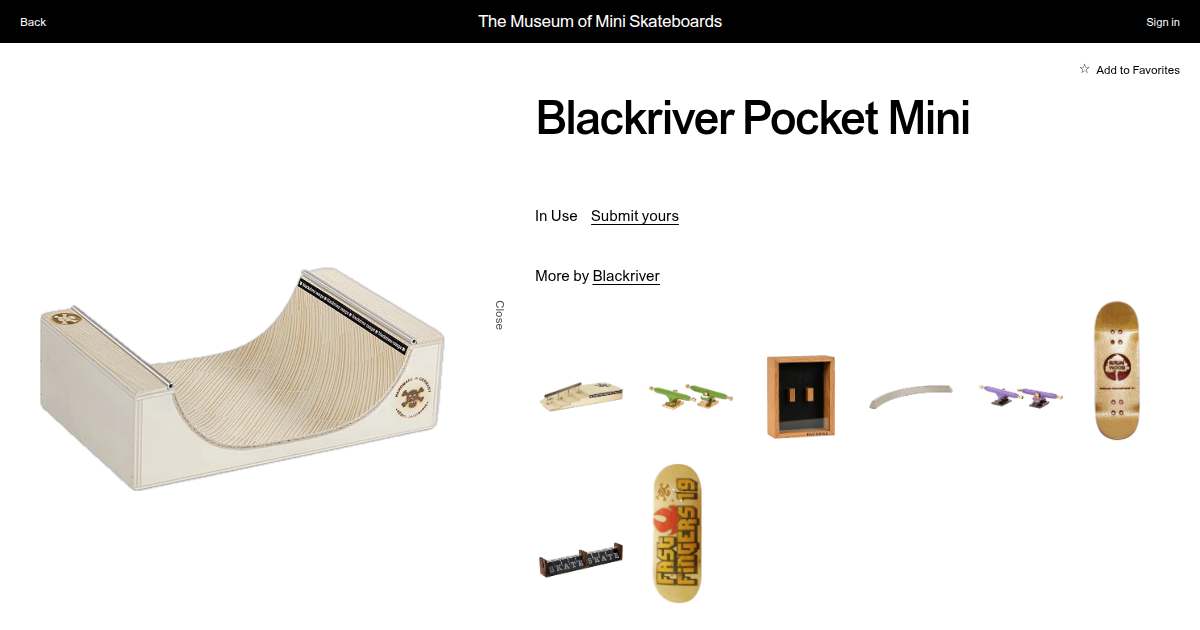 Back
The Museum of Mini Skateboards
Sign in
☆ Add to Favorites
Blackriver Pocket Mini
In Use Submit yours
More by Blackriver
Close
SKATE SKATE
FAST
FINGERS 19